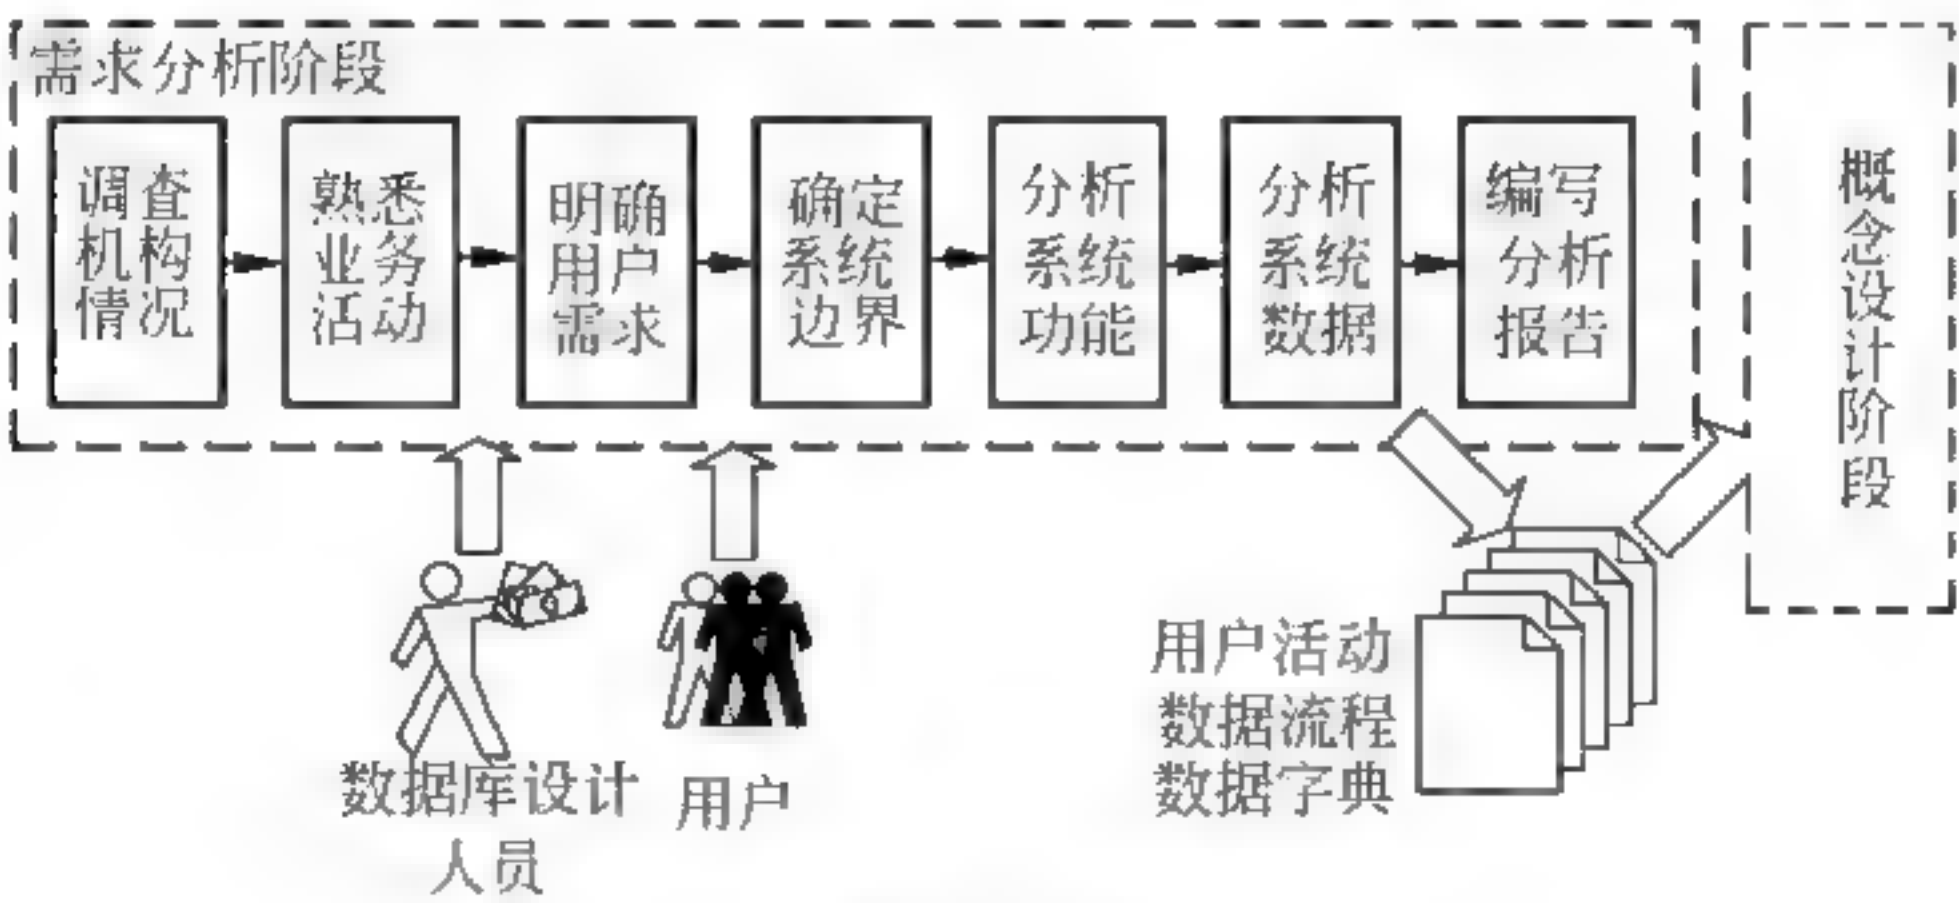 需求分析阶段
调查
机构
情况
熟悉
业务
活动
明确
用户
需求
确定
系统
边界
分析
系统
功能
分析
系统
数据
编写
分析
报告
概念设计阶段
用户活动
数据流程
数据字典
数据库设计
人员
用户